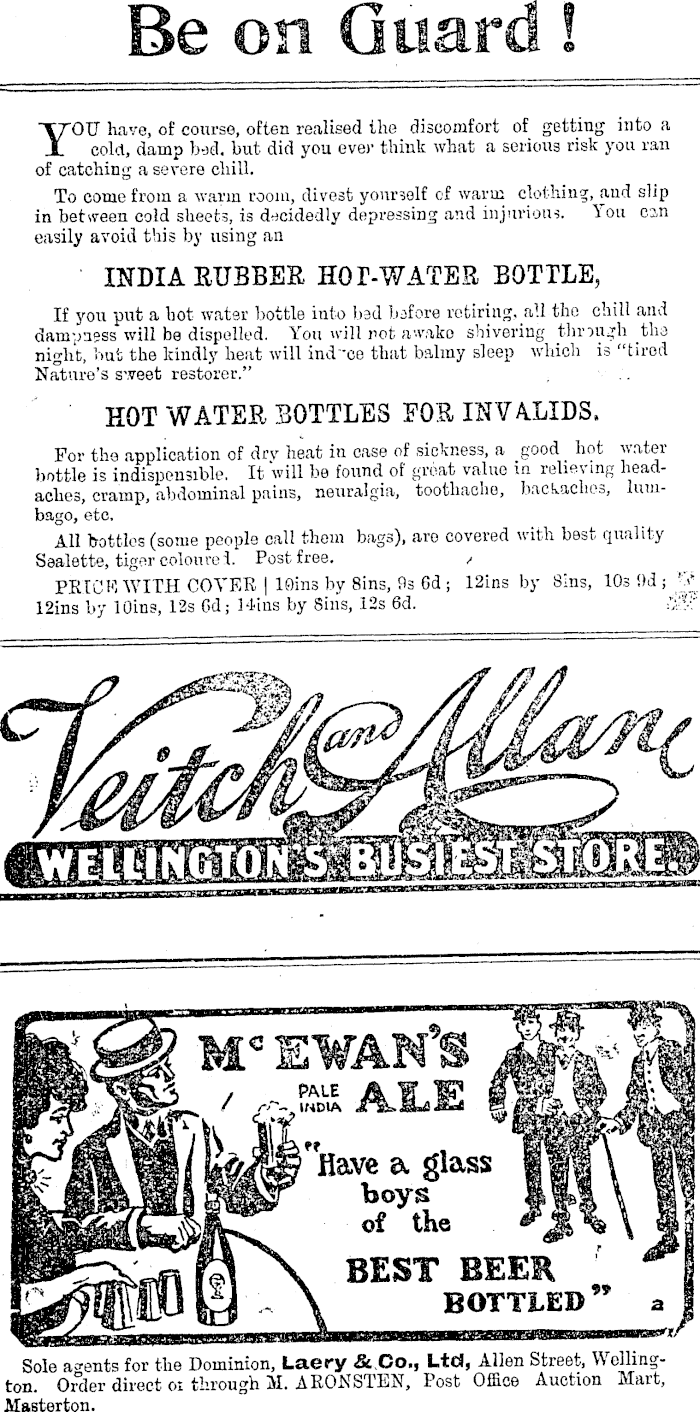 Be on Guard!
YOU have, of course, often realised the discomfort of getting into a
cold, damp bed, but did you ever think what a serious risk you ran
of catching a severe chill.
To come from a warm room, divest yourself of warm clothing, and slip
in between cold sheets, is decidedly depressing and injurious. You can
easily avoid this by using an
INDIA RUBBER HOT-WATER BOTTLE,
If you put a hot water bottle into bed before retiring, all the chill and
dampness will be dispelled. You will not awake shivering through the
night, but the kindly heat will induce that balmy sleep which is "tired
Nature's sweet restorer."
HOT WATER BOTTLES FOR INVALIDS.
For the application of dry heat in case of sickness, a good hot water
bottle is indispensible. It will be found of great value in relieving head-
aches, cramp, abdominal pains, neuralgia, toothache, backaches, lum-
bago, etc.
All bottles (some people call them bags), are covered with best quality
Sealette, tiger coloured. Post free.
PRICE WITH COVER | 10ins by 8ins, 9s 6d; 12ins by 8ins, 10s 9d;
12ins by 10ins, 12s 6d; 14ins by 8ins, 12s 6d.
Veitch and Allan
WELLINGTON'S BUSIEST STORE.
McEWAN'S
PALE INDIA ALE
"Have a glass
boys
of the
BEST BEER
BOTTLED"
a
Sole agents for the Dominion, Laery & Co., Ltd, Allen Street, Welling-
ton. Order direct or through M. ARONSTEN, Post Office Auction Mart,
Masterton.